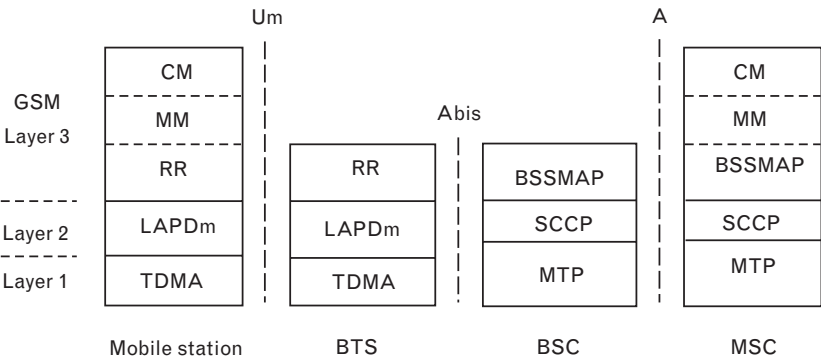 Um
A
CM
CM
GSM
Layer 3
MM
Abis
MM
RR
RR
BSSMAP
BSSMAP
Layer 2
LAPDm
LAPDm
SCCP
SCCP
Layer 1
TDMA
TDMA
MTP
MTP
Mobile station
BTS
BSC
MSC